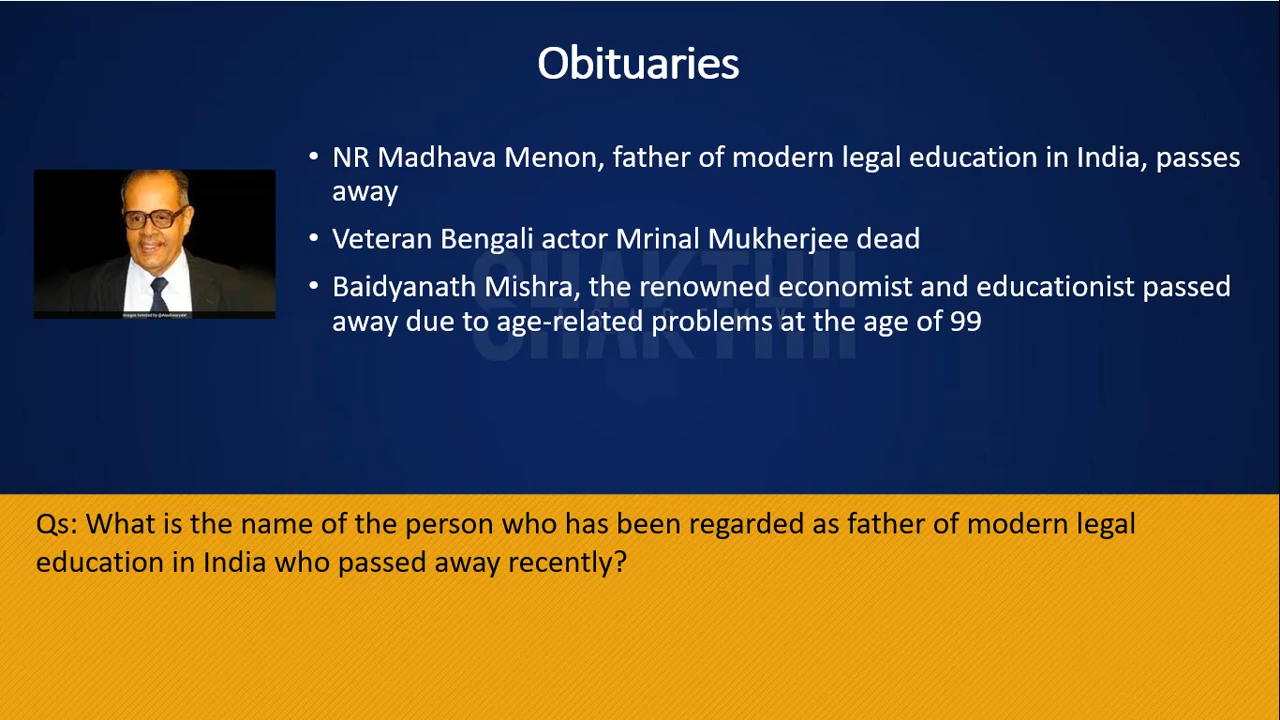 Obituaries
• NR Madhava Menon, father of modern legal education in India, passes
away
• Veteran Bengali actor Mrinal Mukherjee dead
• Baidyanath Mishra, the renowned economist and educationist passed
away due to age-related problems at the age of 99
SHAKTHII
ACADEMY
Qs: What is the name of the person who has been regarded as father of modern legal
education in India who passed away recently?